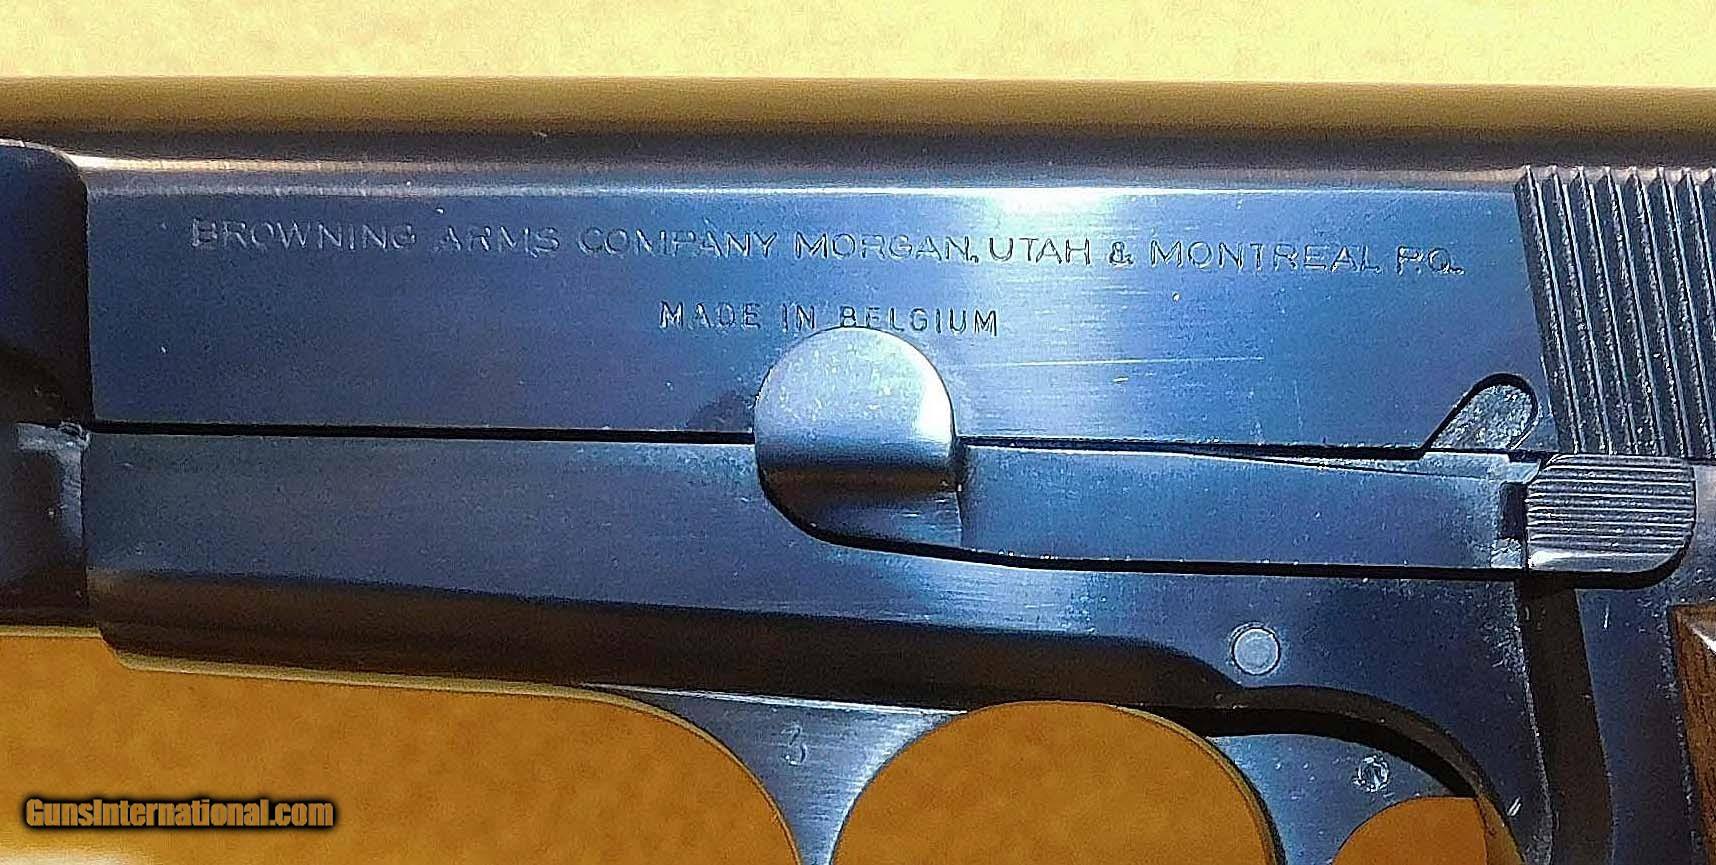 BROWNING ARMS COMPANY MORGAN, UTAH & MONTREAL P.Q.
MADE IN BELGIUM
3
GunsInternational.com